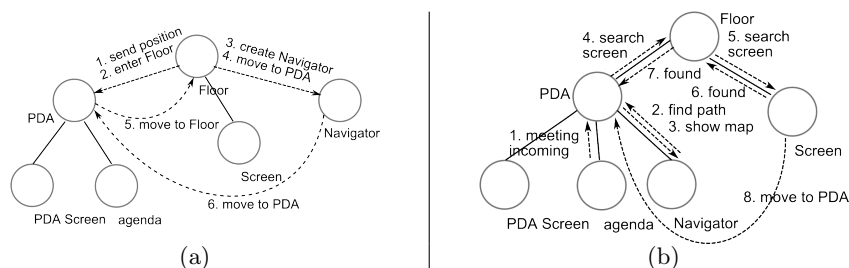 1. send position
2. enter Floor
3. create Navigator
4. move to PDA
Floor
PDA
5. move to Floor
Navigator
Screen
6. move to PDA
PDA Screen
agenda
(a)
Floor
4. search
screen
5. search
screen
7. found
6. found
PDA
2. find path
3. show map
1. meeting
incoming
Screen
8. move to PDA
PDA Screen
agenda
Navigator
(b)